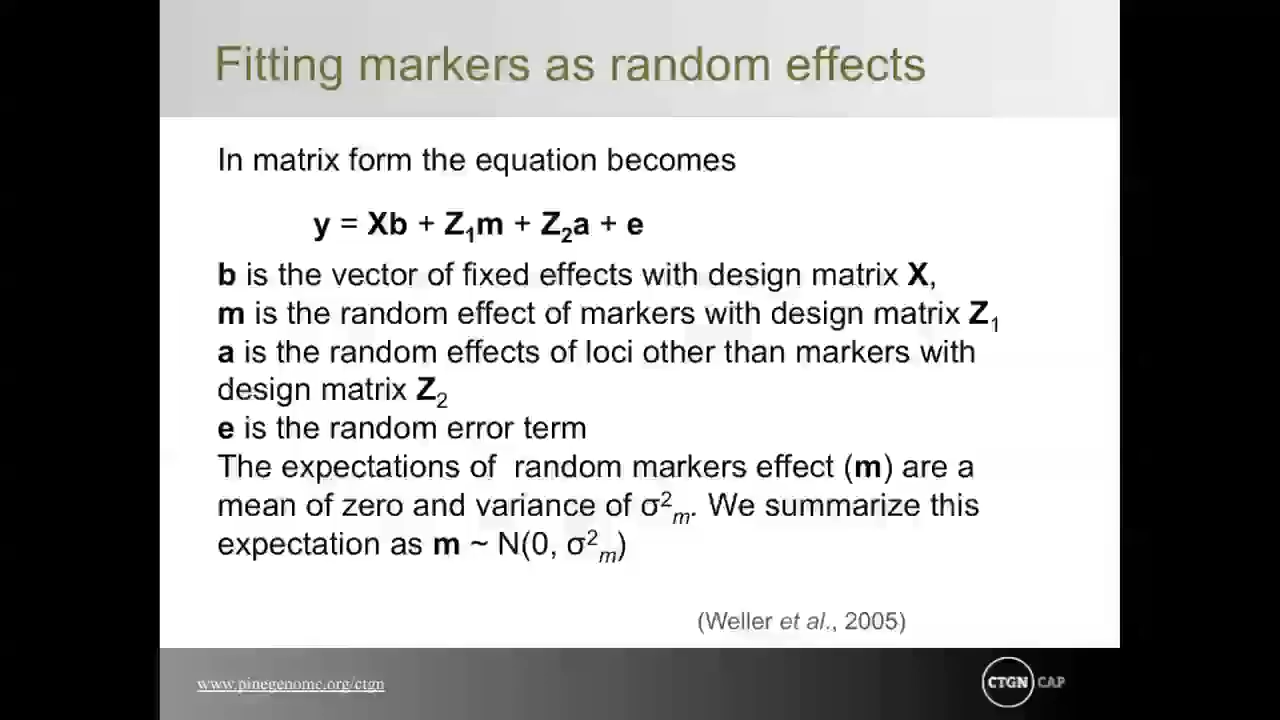 Fitting markers as random effects
In matrix form the equation becomes
y = Xb + Z₁m + Z₂a + e
b is the vector of fixed effects with design matrix X,
m is the random effect of markers with design matrix Z₁
a is the random effects of loci other than markers with
design matrix Z₂
e is the random error term
The expectations of random markers effect (m) are a
mean of zero and variance of σ²ₘ. We summarize this
expectation as m ~ N(0, σ²ₘ)
(Weller et al., 2005)
www.pinegenome.org/ctgn
CTGN CAP